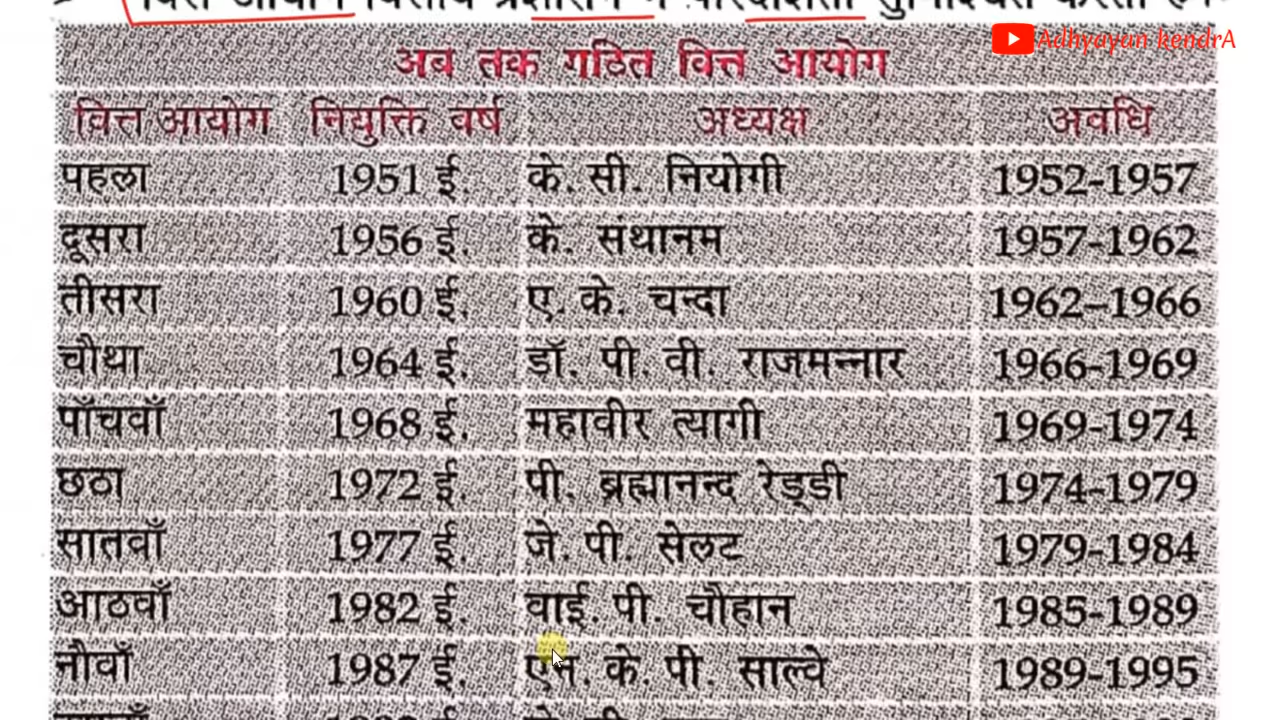 Adhyayan kendrA
अब तक गठित वित्त आयोग
वित्त आयोग नियुक्ति वर्ष अध्यक्ष अवधि
पहला 1951 ई. के. सी. नियोगी 1952-1957
दूसरा 1956 ई. के. संथानम 1957-1962
तीसरा 1960 ई. ए. के. चन्दा 1962–1966
चौथा 1964 ई. डॉ. पी. वी. राजमन्नार 1966-1969
पाँचवाँ 1968 ई. महावीर त्यागी 1969-1974
छठा 1972 ई. पी. ब्रह्मानन्द रेड्डी 1974-1979
सातवाँ 1977 ई. जे. पी. सेलट 1979-1984
आठवाँ 1982 ई. वाई. पी. चौहान 1985-1989
नौवाँ 1987 ई. एन. के. पी. साल्वे 1989-1995